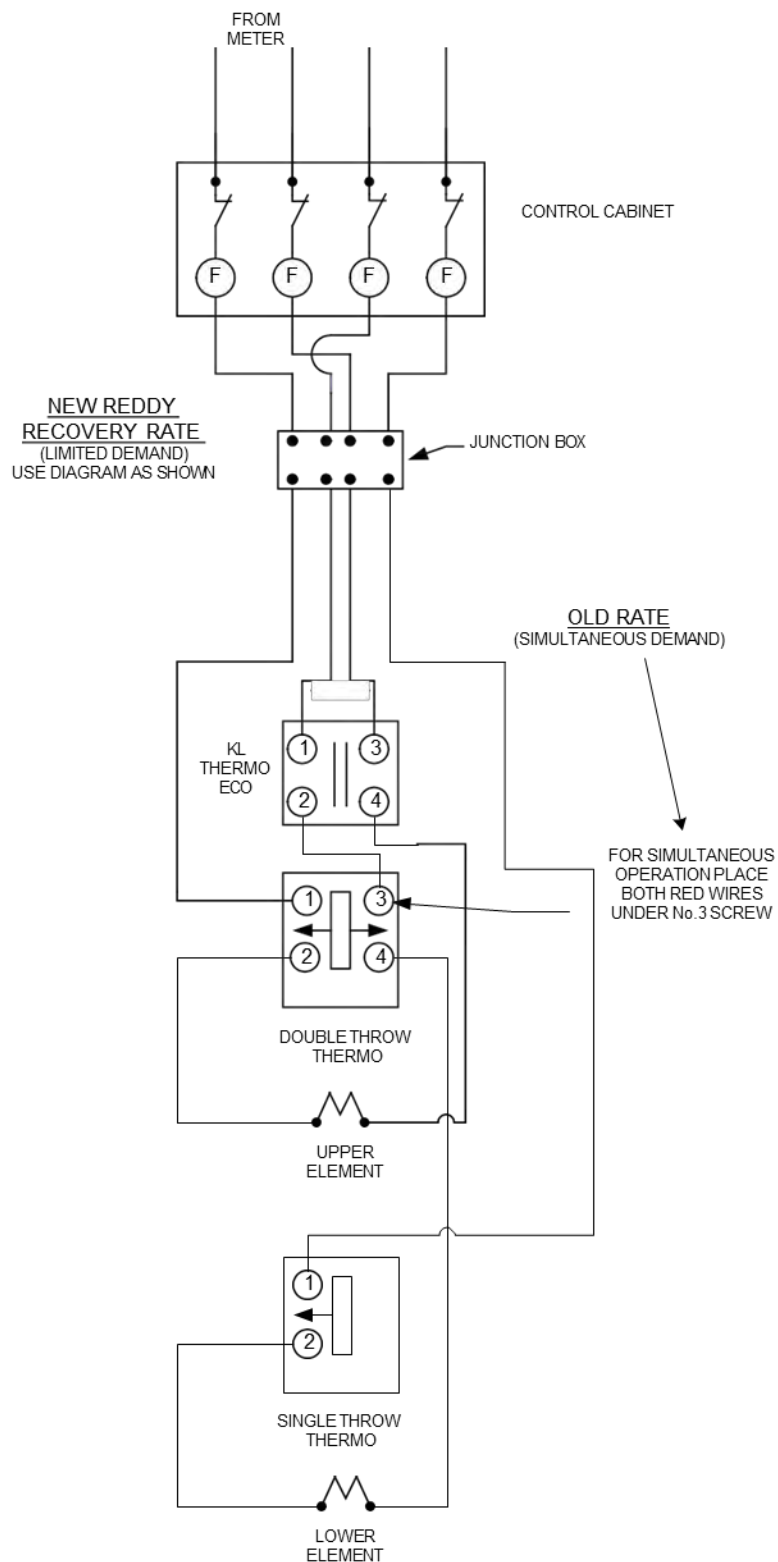 FROM
METER
CONTROL CABINET
F
F
F
F
NEW REDDY
RECOVERY RATE
(LIMITED DEMAND)
USE DIAGRAM AS SHOWN
JUNCTION BOX
OLD RATE
(SIMULTANEOUS DEMAND)
KL
THERMO
ECO
1
3
2
4
FOR SIMULTANEOUS
OPERATION PLACE
BOTH RED WIRES
UNDER No.3 SCREW
1
3
2
4
DOUBLE THROW
THERMO
UPPER
ELEMENT
1
2
SINGLE THROW
THERMO
LOWER
ELEMENT